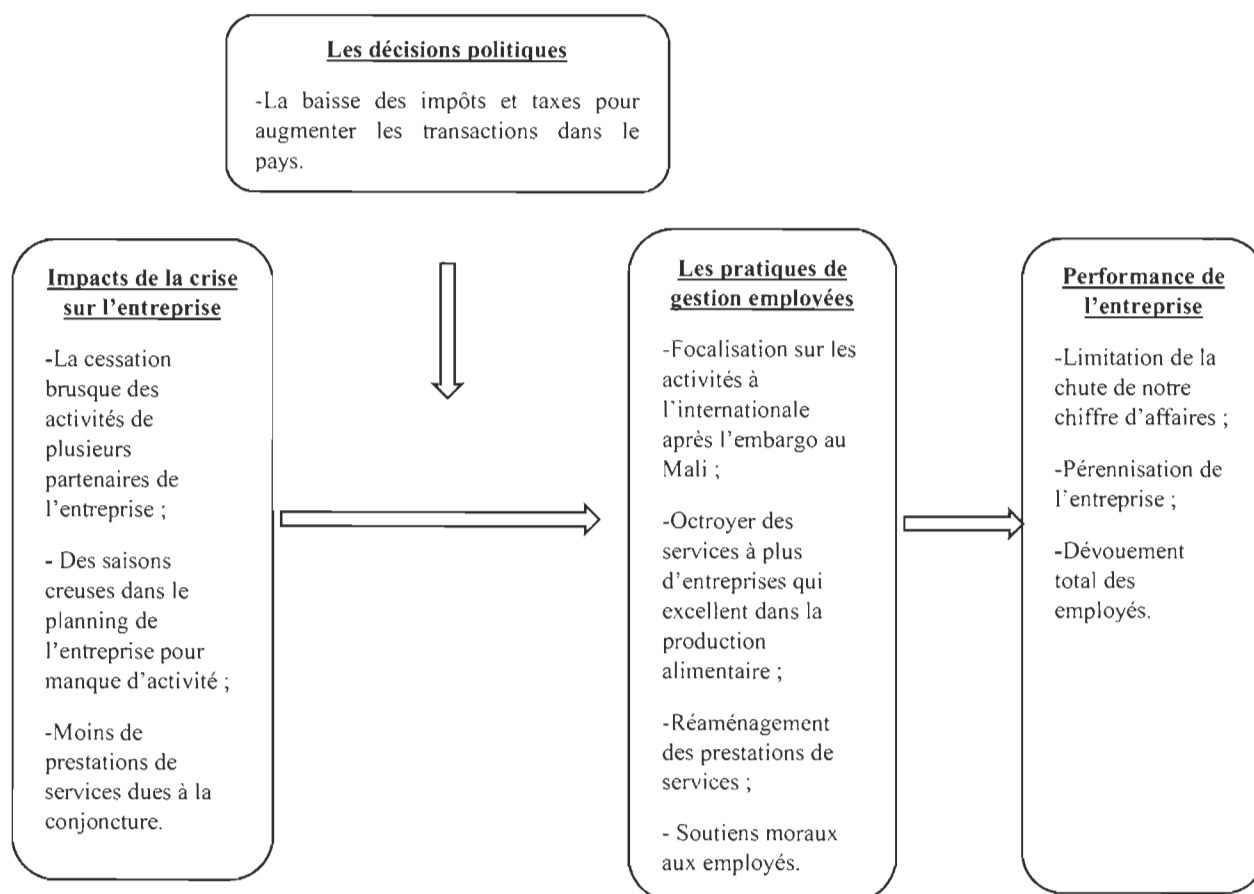 Les décisions politiques
-La baisse des impôts et taxes pour
augmenter les transactions dans le
pays.
Impacts de la crise
sur l'entreprise
-La cessation
brusque des
activités de
plusieurs
partenaires de
l'entreprise ;
- Des saisons
creuses dans le
planning de
l'entreprise pour
manque d'activité ;
-Moins de
prestations de
services dues à la
conjoncture.
Les pratiques de
gestion employées
-Focalisation sur les
activités à
l'internationale
après l'embargo au
Mali ;
-Octroyer des
services à plus
d'entreprises qui
excellent dans la
production
alimentaire ;
-Réaménagement
des prestations de
services ;
- Soutiens moraux
aux employés.
Performance de
l'entreprise
-Limitation de la
chute de notre
chiffre d'affaires ;
-Pérennisation de
l'entreprise ;
-Dévouement
total des
employés.